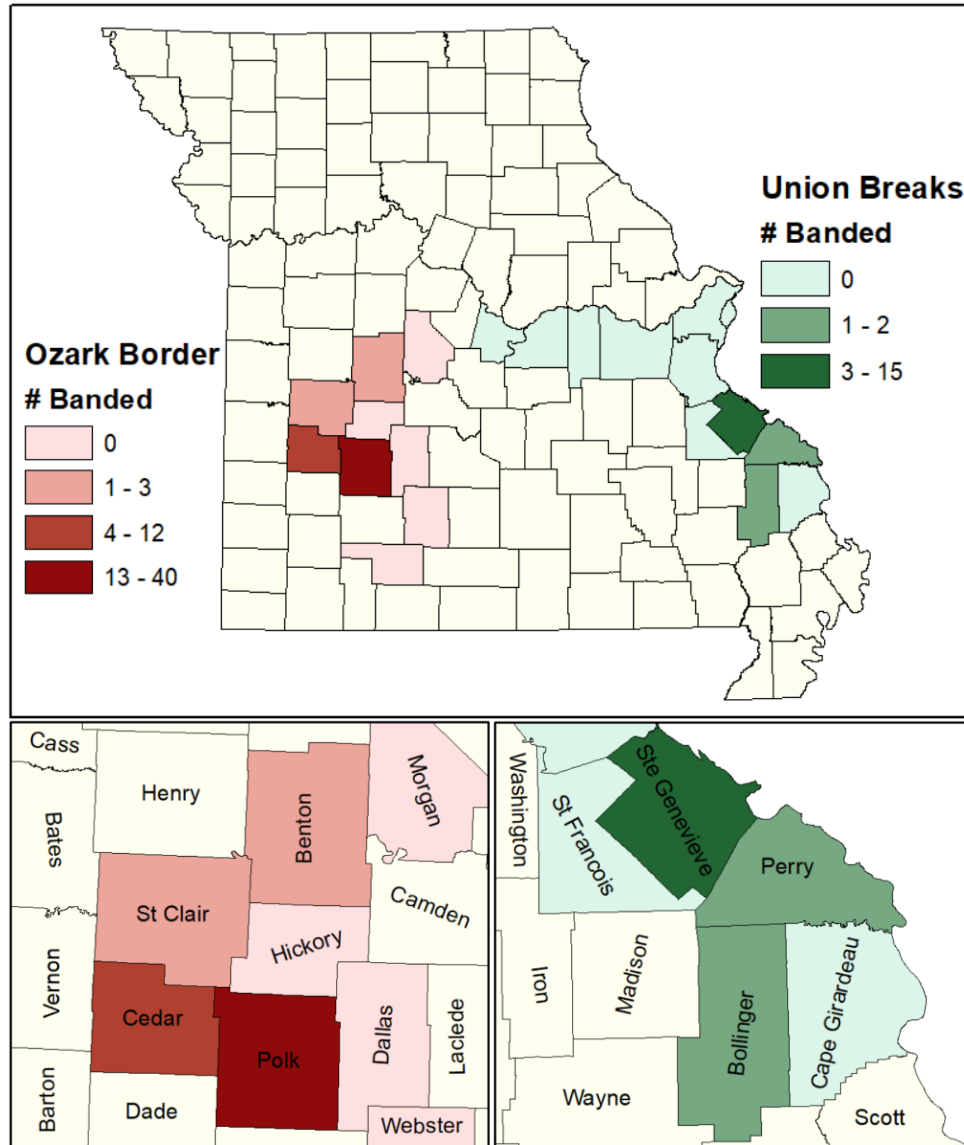 Union Breaks
# Banded
0
1 - 2
3 - 15
Ozark Border
# Banded
0
1 - 3
4 - 12
13 - 40
Cass
Henry
Bates
Benton
Morgan
St Clair
Camden
Hickory
Vernon
Cedar
Polk
Dallas
Laclede
Barton
Dade
Webster
Washington
St Francois
Ste Genevieve
Perry
Iron
Madison
Bollinger
Cape Girardeau
Wayne
Scott